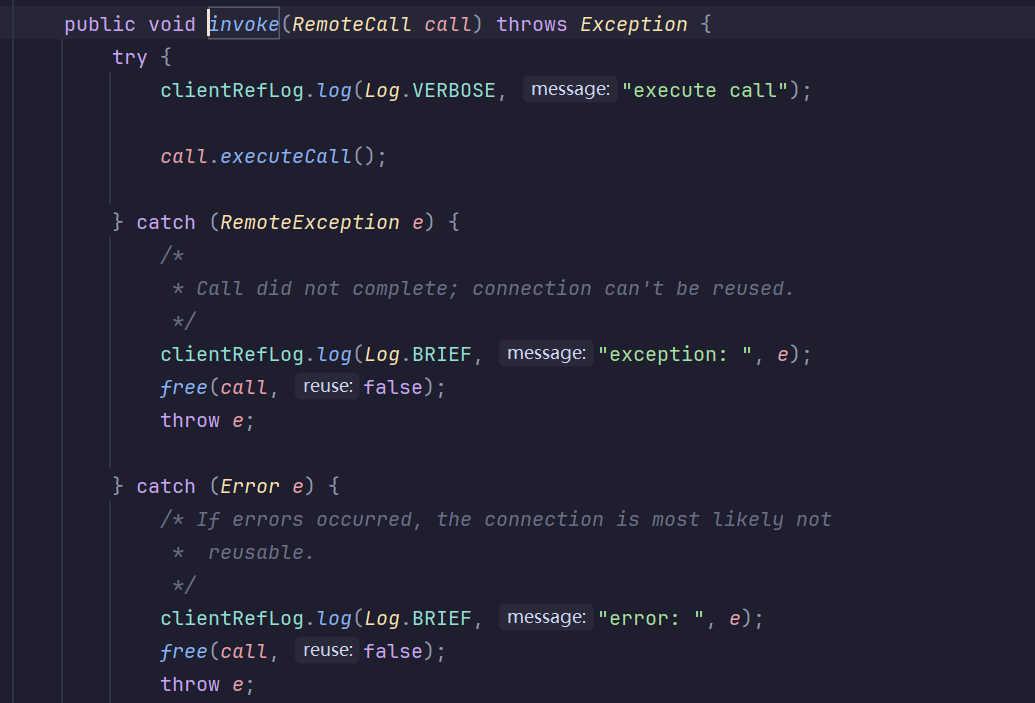 public void invoke(RemoteCall call) throws Exception {
try {
clientRefLog.log(Log.VERBOSE, message: "execute call");
call.executeCall();
} catch (RemoteException e) {
/*
* Call did not complete; connection can't be reused.
*/
clientRefLog.log(Log.BRIEF, message: "exception: ", e);
free(call, reuse: false);
throw e;
} catch (Error e) {
/* If errors occurred, the connection is most likely not
*  reusable.
*/
clientRefLog.log(Log.BRIEF, message: "error: ", e);
free(call, reuse: false);
throw e;